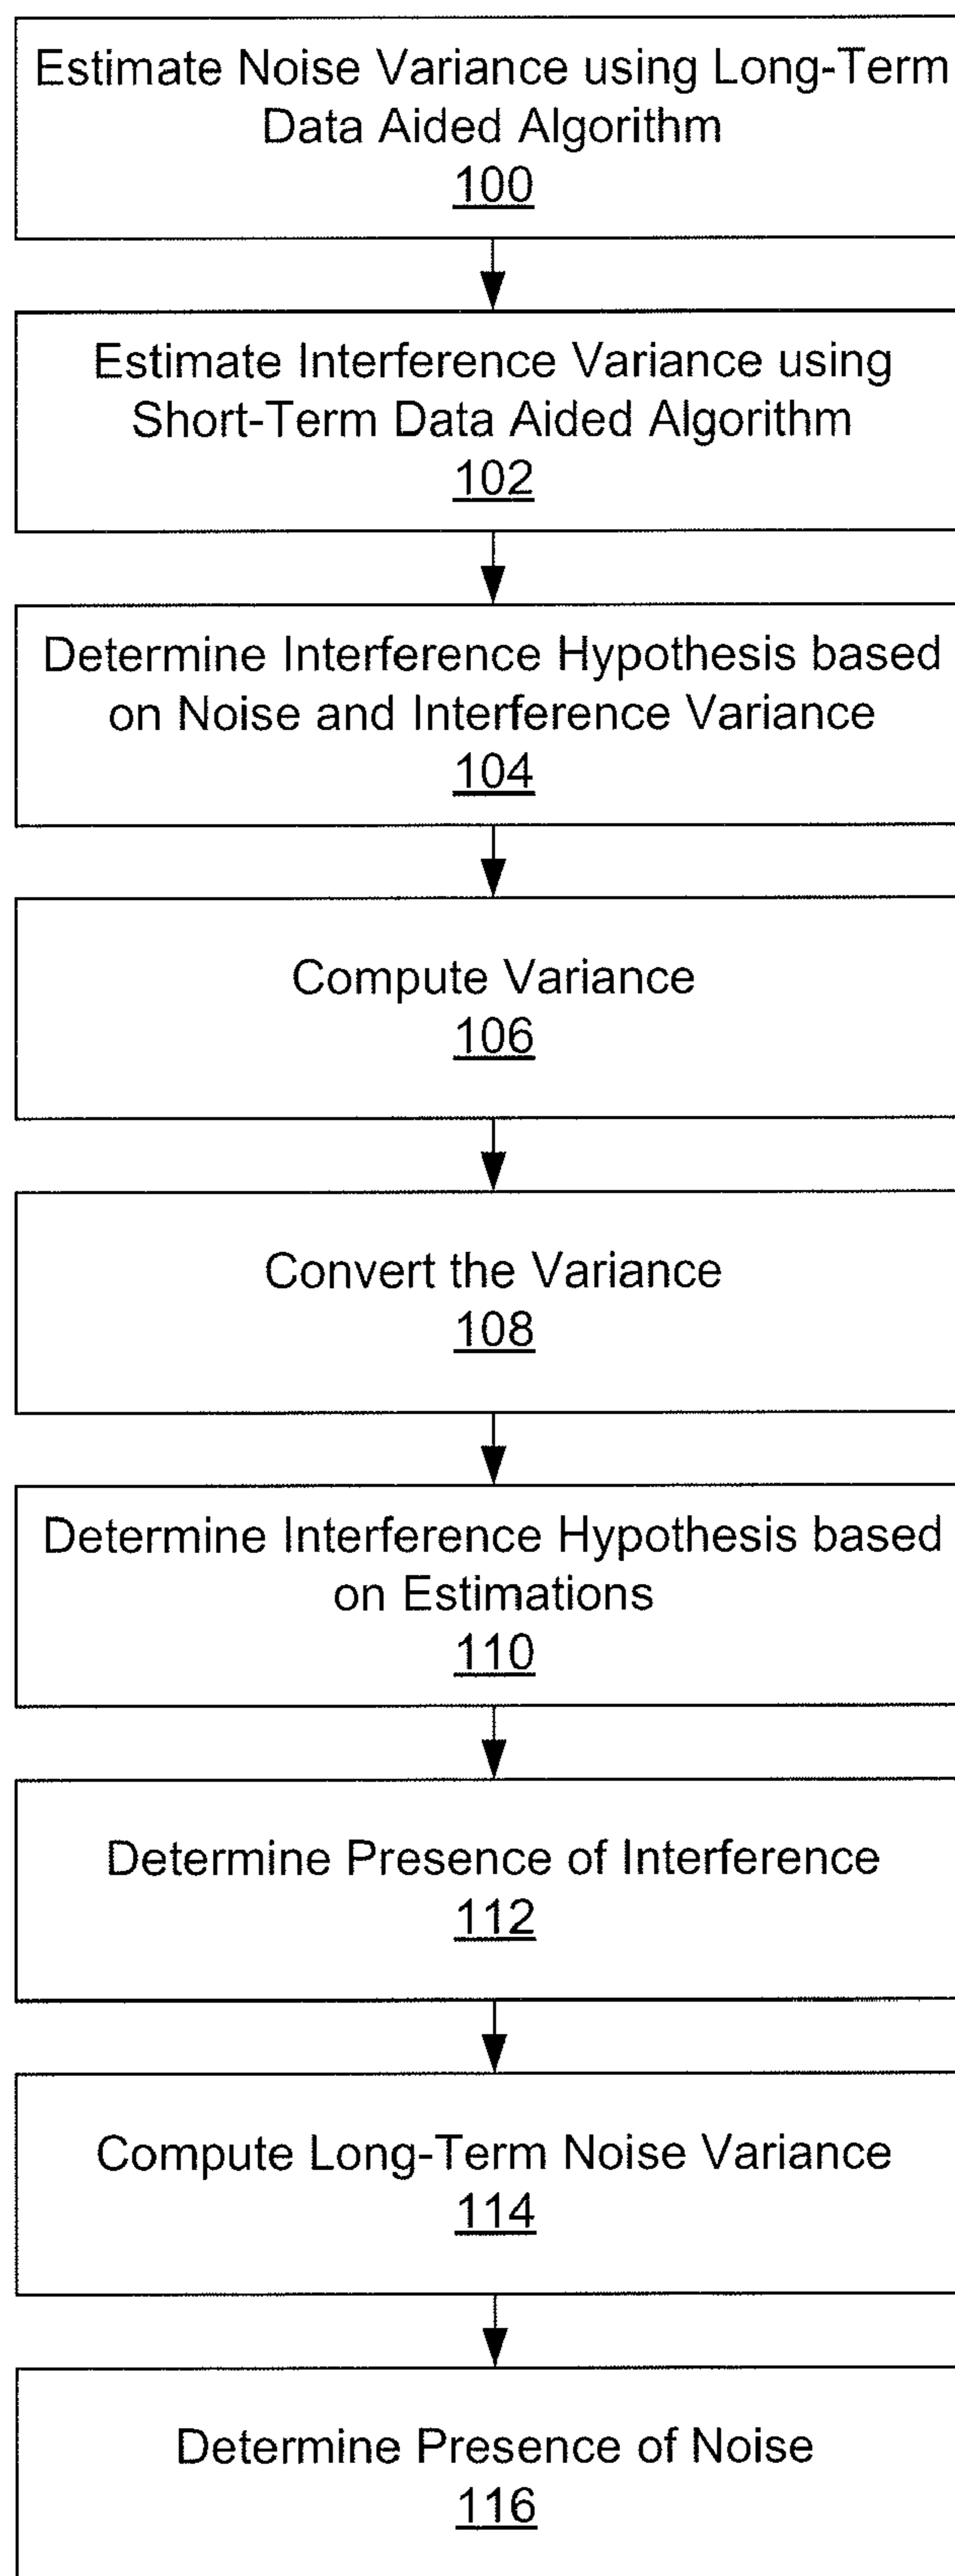 Estimate Noise Variance using Long-Term
Data Aided Algorithm
100
Estimate Interference Variance using
Short-Term Data Aided Algorithm
102
Determine Interference Hypothesis based
on Noise and Interference Variance
104
Compute Variance
106
Convert the Variance
108
Determine Interference Hypothesis based
on Estimations
110
Determine Presence of Interference
112
Compute Long-Term Noise Variance
114
Determine Presence of Noise
116